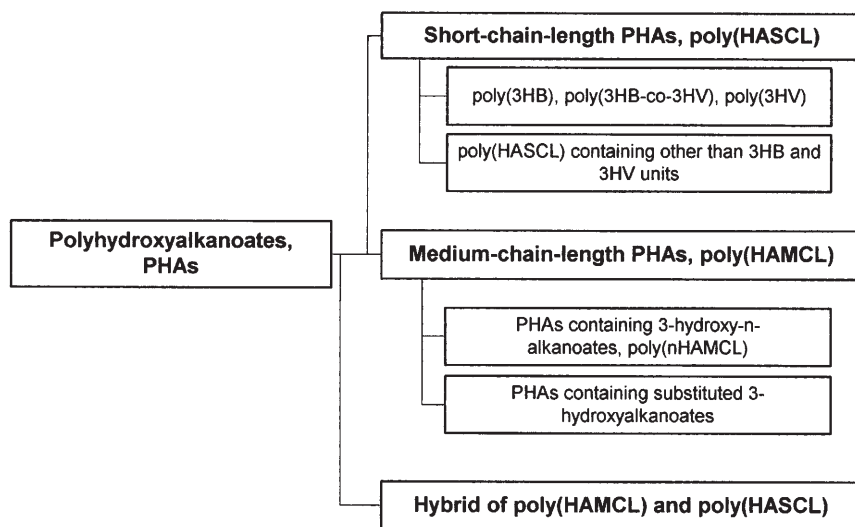 Short-chain-length PHAs, poly(HASCL)
poly(3HB), poly(3HB-co-3HV), poly(3HV)
poly(HASCL) containing other than 3HB and
3HV units
Polyhydroxyalkanoates,
PHAs
Medium-chain-length PHAs, poly(HAMCL)
PHAs containing 3-hydroxy-n-
alkanoates, poly(nHAMCL)
PHAs containing substituted 3-
hydroxyalkanoates
Hybrid of poly(HAMCL) and poly(HASCL)